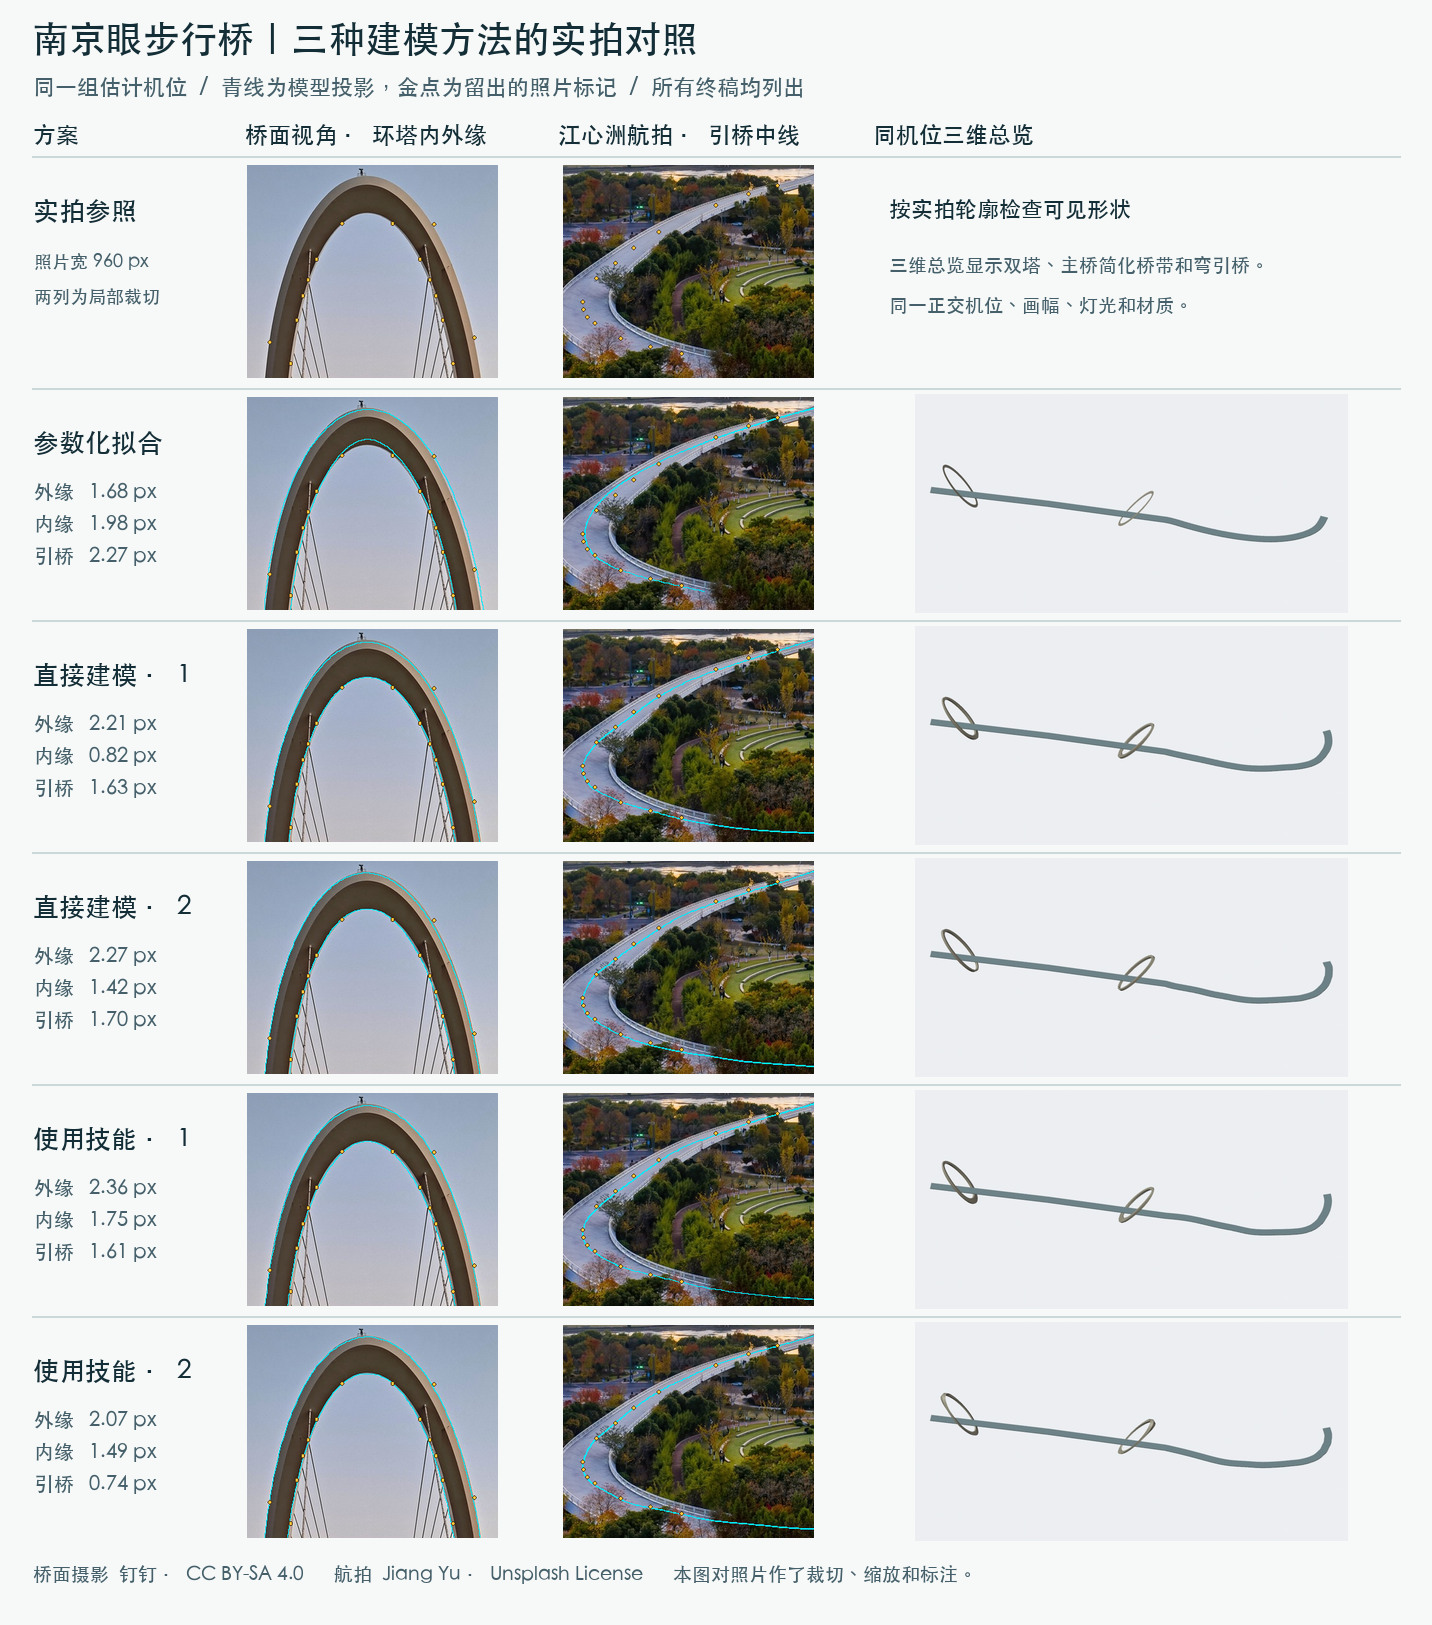 南京眼步行桥丨三种建模方法的实拍对照
同一组估计机位 / 青线为模型投影，金点为留出的照片标记 / 所有终稿均列出
方案 桥面视角· 环塔内外缘 江心洲航拍· 引桥中线 同机位三维总览
实拍参照
照片宽 960 px
两列为局部裁切
按实拍轮廓检查可见形状
三维总览显示双塔、主桥简化桥带和弯引桥。
同一正交机位、画幅、灯光和材质。
参数化拟合
外缘 1.68 px
内缘 1.98 px
引桥 2.27 px
直接建模· 1
外缘 2.21 px
内缘 0.82 px
引桥 1.63 px
直接建模· 2
外缘 2.27 px
内缘 1.42 px
引桥 1.70 px
使用技能· 1
外缘 2.36 px
内缘 1.75 px
引桥 1.61 px
使用技能· 2
外缘 2.07 px
内缘 1.49 px
引桥 0.74 px
桥面摄影 钉钉· CC BY-SA 4.0 航拍 Jiang Yu· Unsplash License 本图对照片作了裁切、缩放和标注。